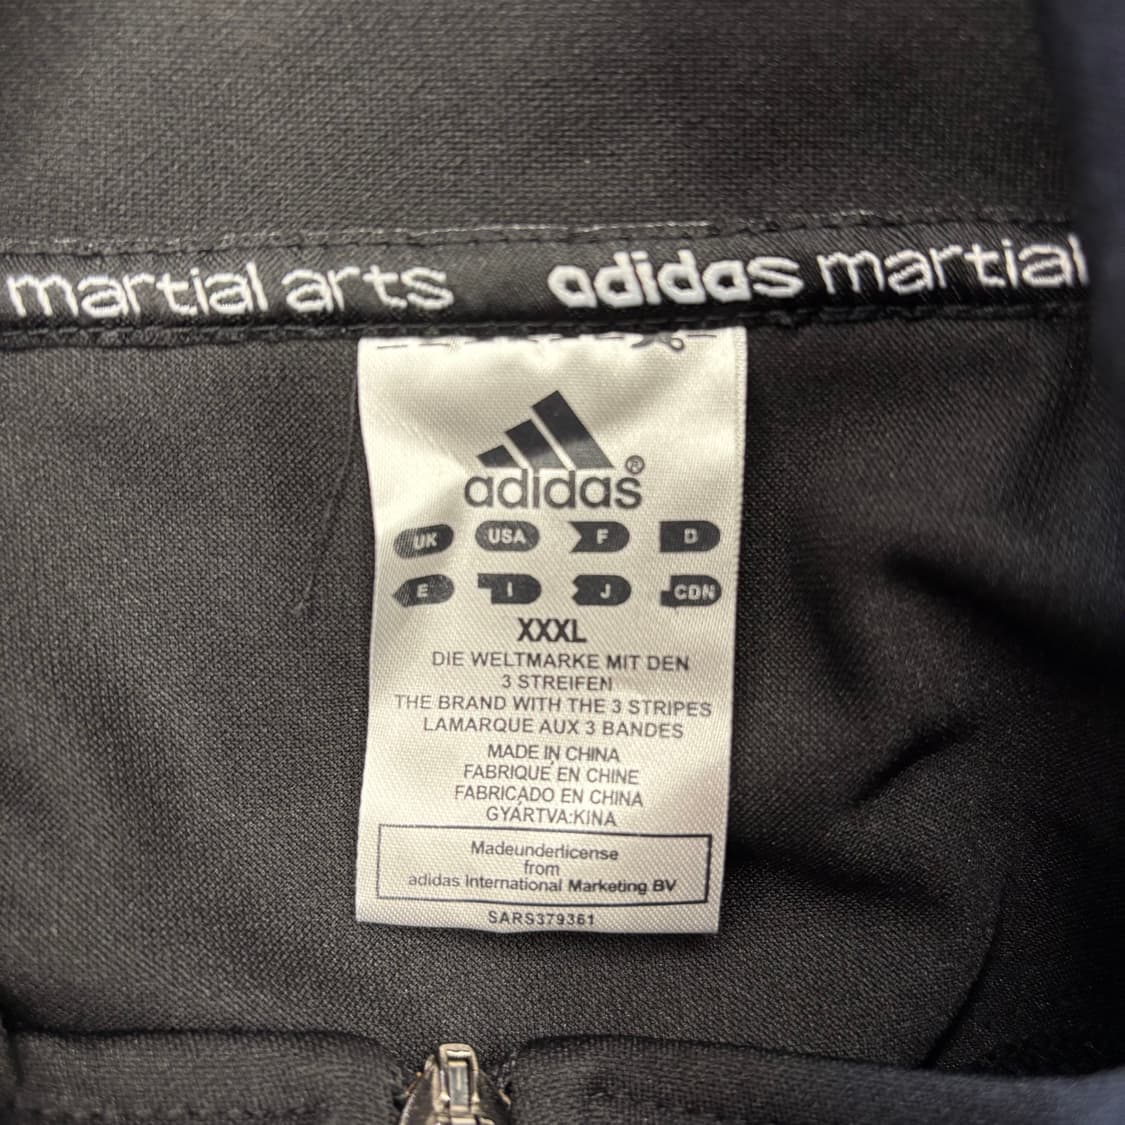 martial arts adidas martial
adidas®
UK USA F D
E I J CDN
XXXL
DIE WELTMARKE MIT DEN
3 STREIFEN
THE BRAND WITH THE 3 STRIPES
LAMARQUE AUX 3 BANDES
MADE IN CHINA
FABRIQUE EN CHINE
FABRICADO EN CHINA
GYÁRTVA:KINA
Madeunderlicense
from
adidas International Marketing BV
SARS379361